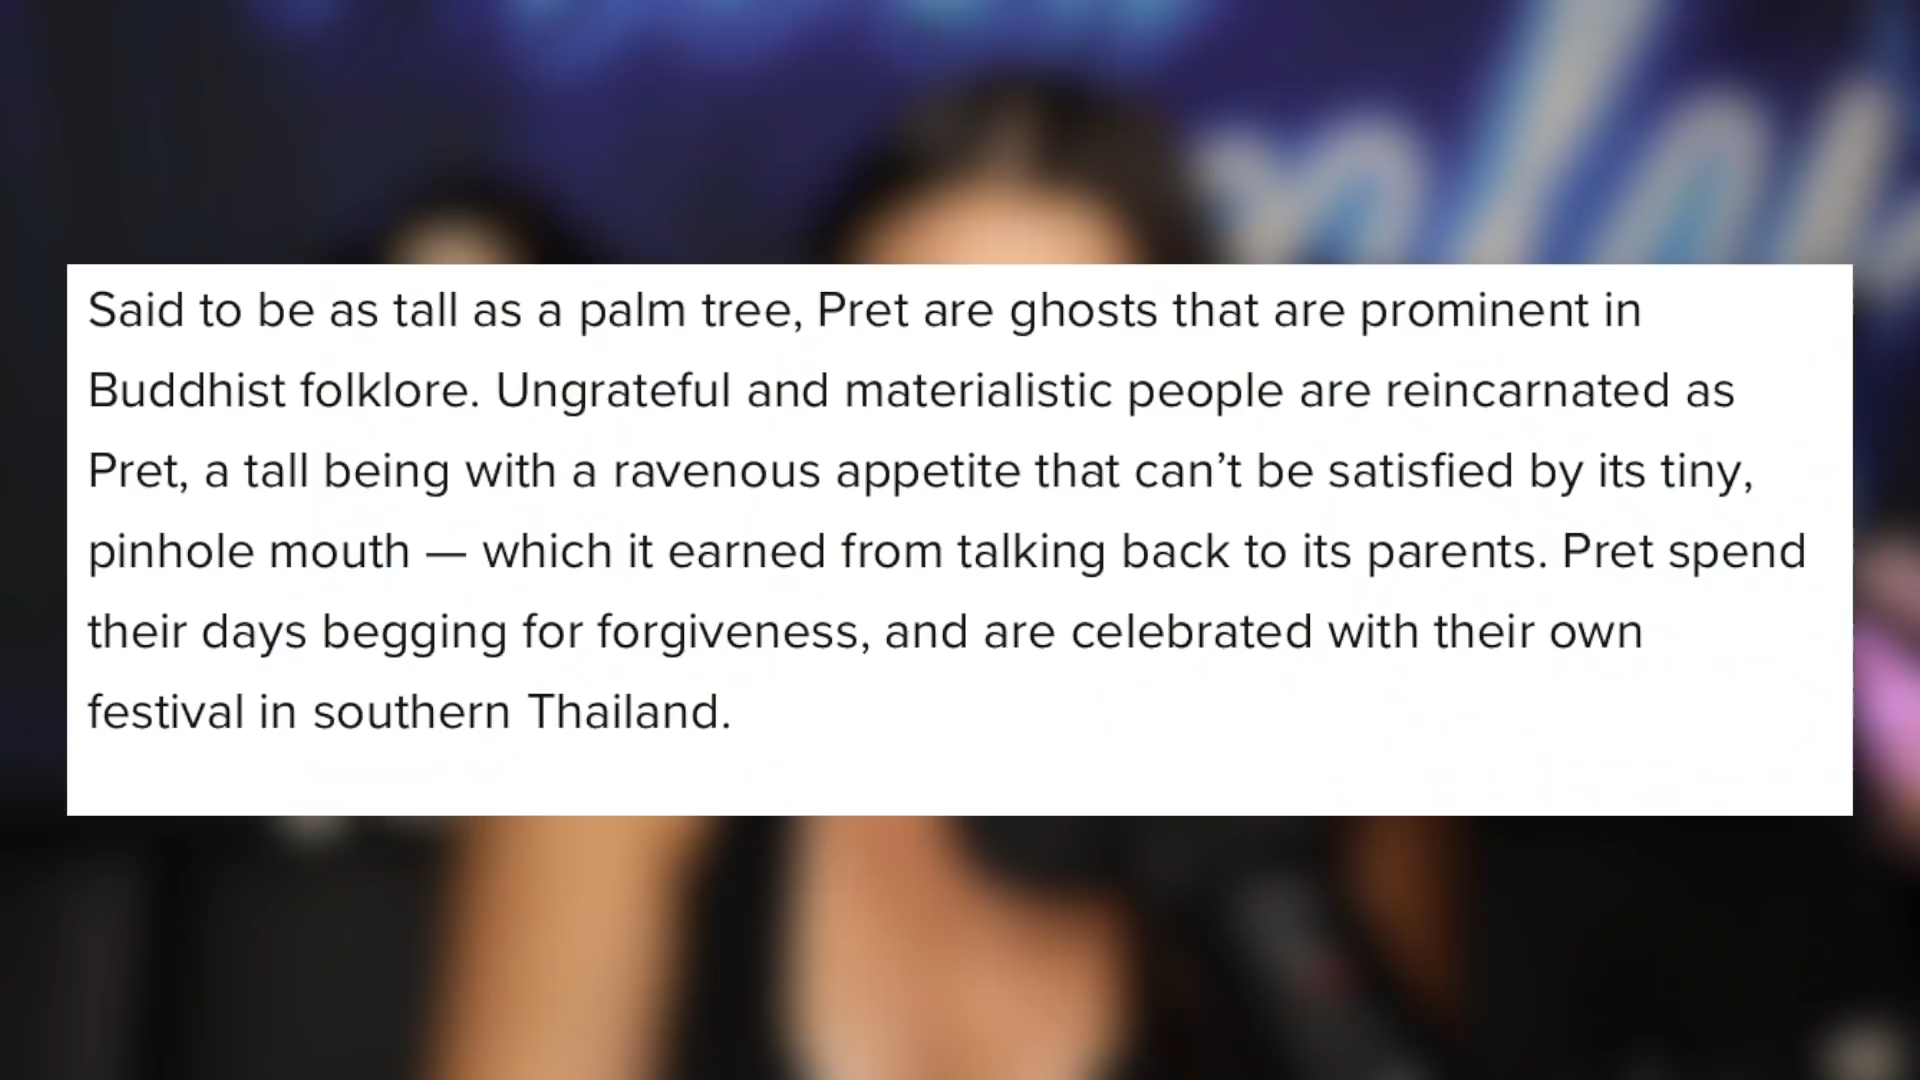 Said to be as tall as a palm tree, Pret are ghosts that are prominent in
Buddhist folklore. Ungrateful and materialistic people are reincarnated as
Pret, a tall being with a ravenous appetite that can’t be satisfied by its tiny,
pinhole mouth — which it earned from talking back to its parents. Pret spend
their days begging for forgiveness, and are celebrated with their own
festival in southern Thailand.